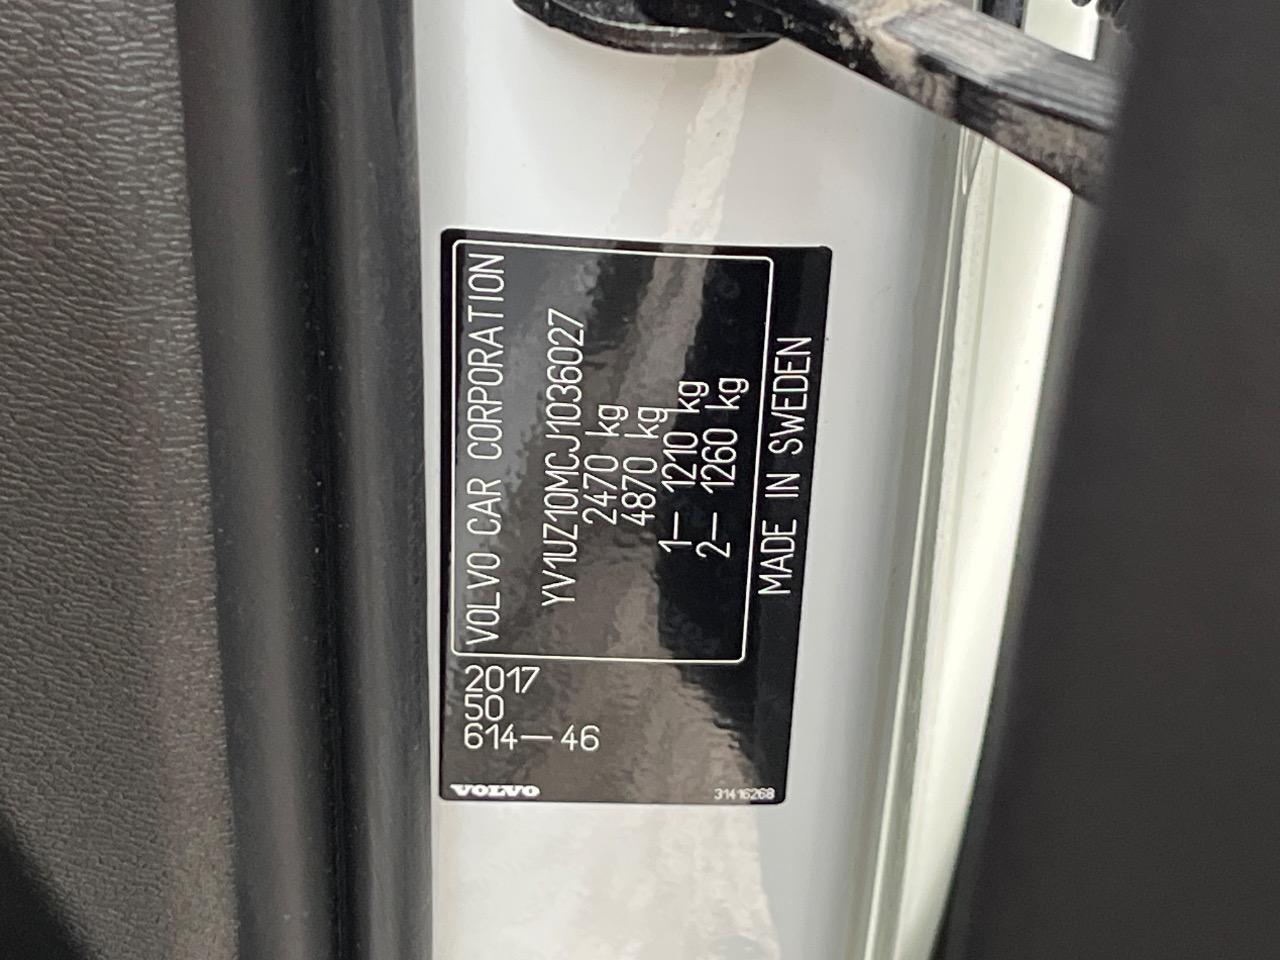 VOLVO CAR CORPORATION
YV1UZ10MCJ1036027
2470 kg
4870 kg
1— 1210 kg
2— 1260 kg
MADE IN SWEDEN
2017
50
614—46
VOLVO
31416268